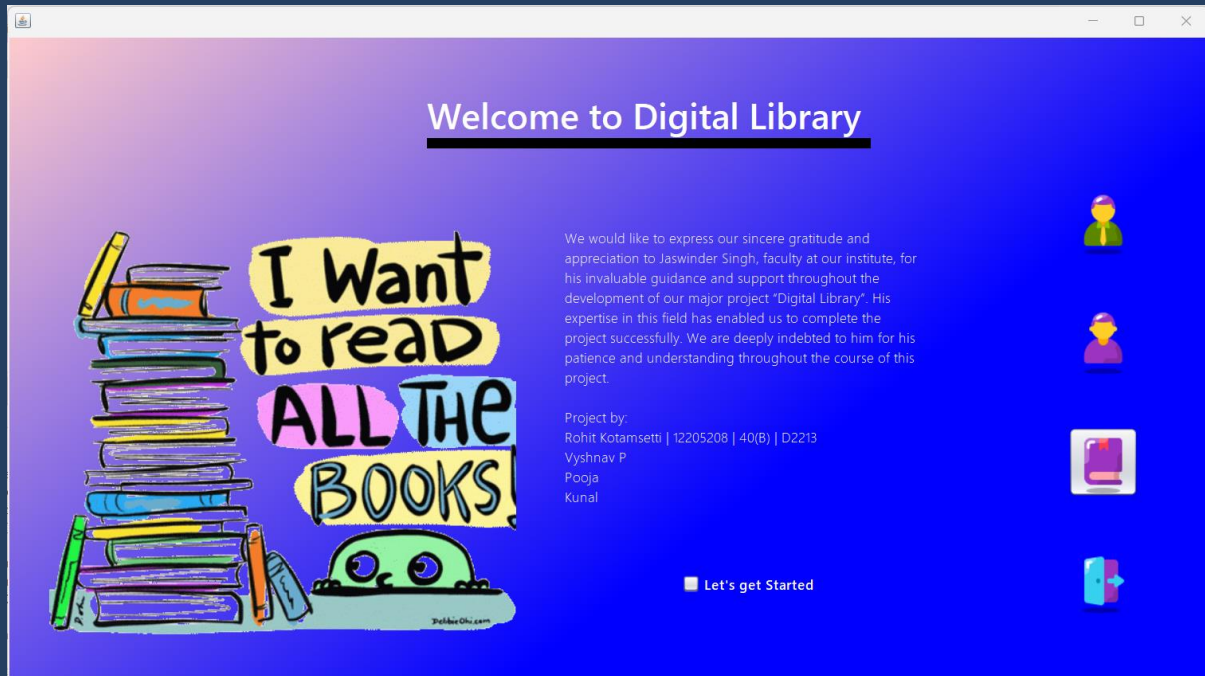 Welcome to Digital Library
I Want
to reaD
ALL THe
BOOKS!
DebbieOhi.com
We would like to express our sincere gratitude and
appreciation to Jaswinder Singh, faculty at our institute, for
his invaluable guidance and support throughout the
development of our major project “Digital Library”. His
expertise in this field has enabled us to complete the
project successfully. We are deeply indebted to him for his
patience and understanding throughout the course of this
project.
Project by:
Rohit Kotamsetti | 12205208 | 40(B) | D2213
Vyshnav P
Pooja
Kunal
Let's get Started